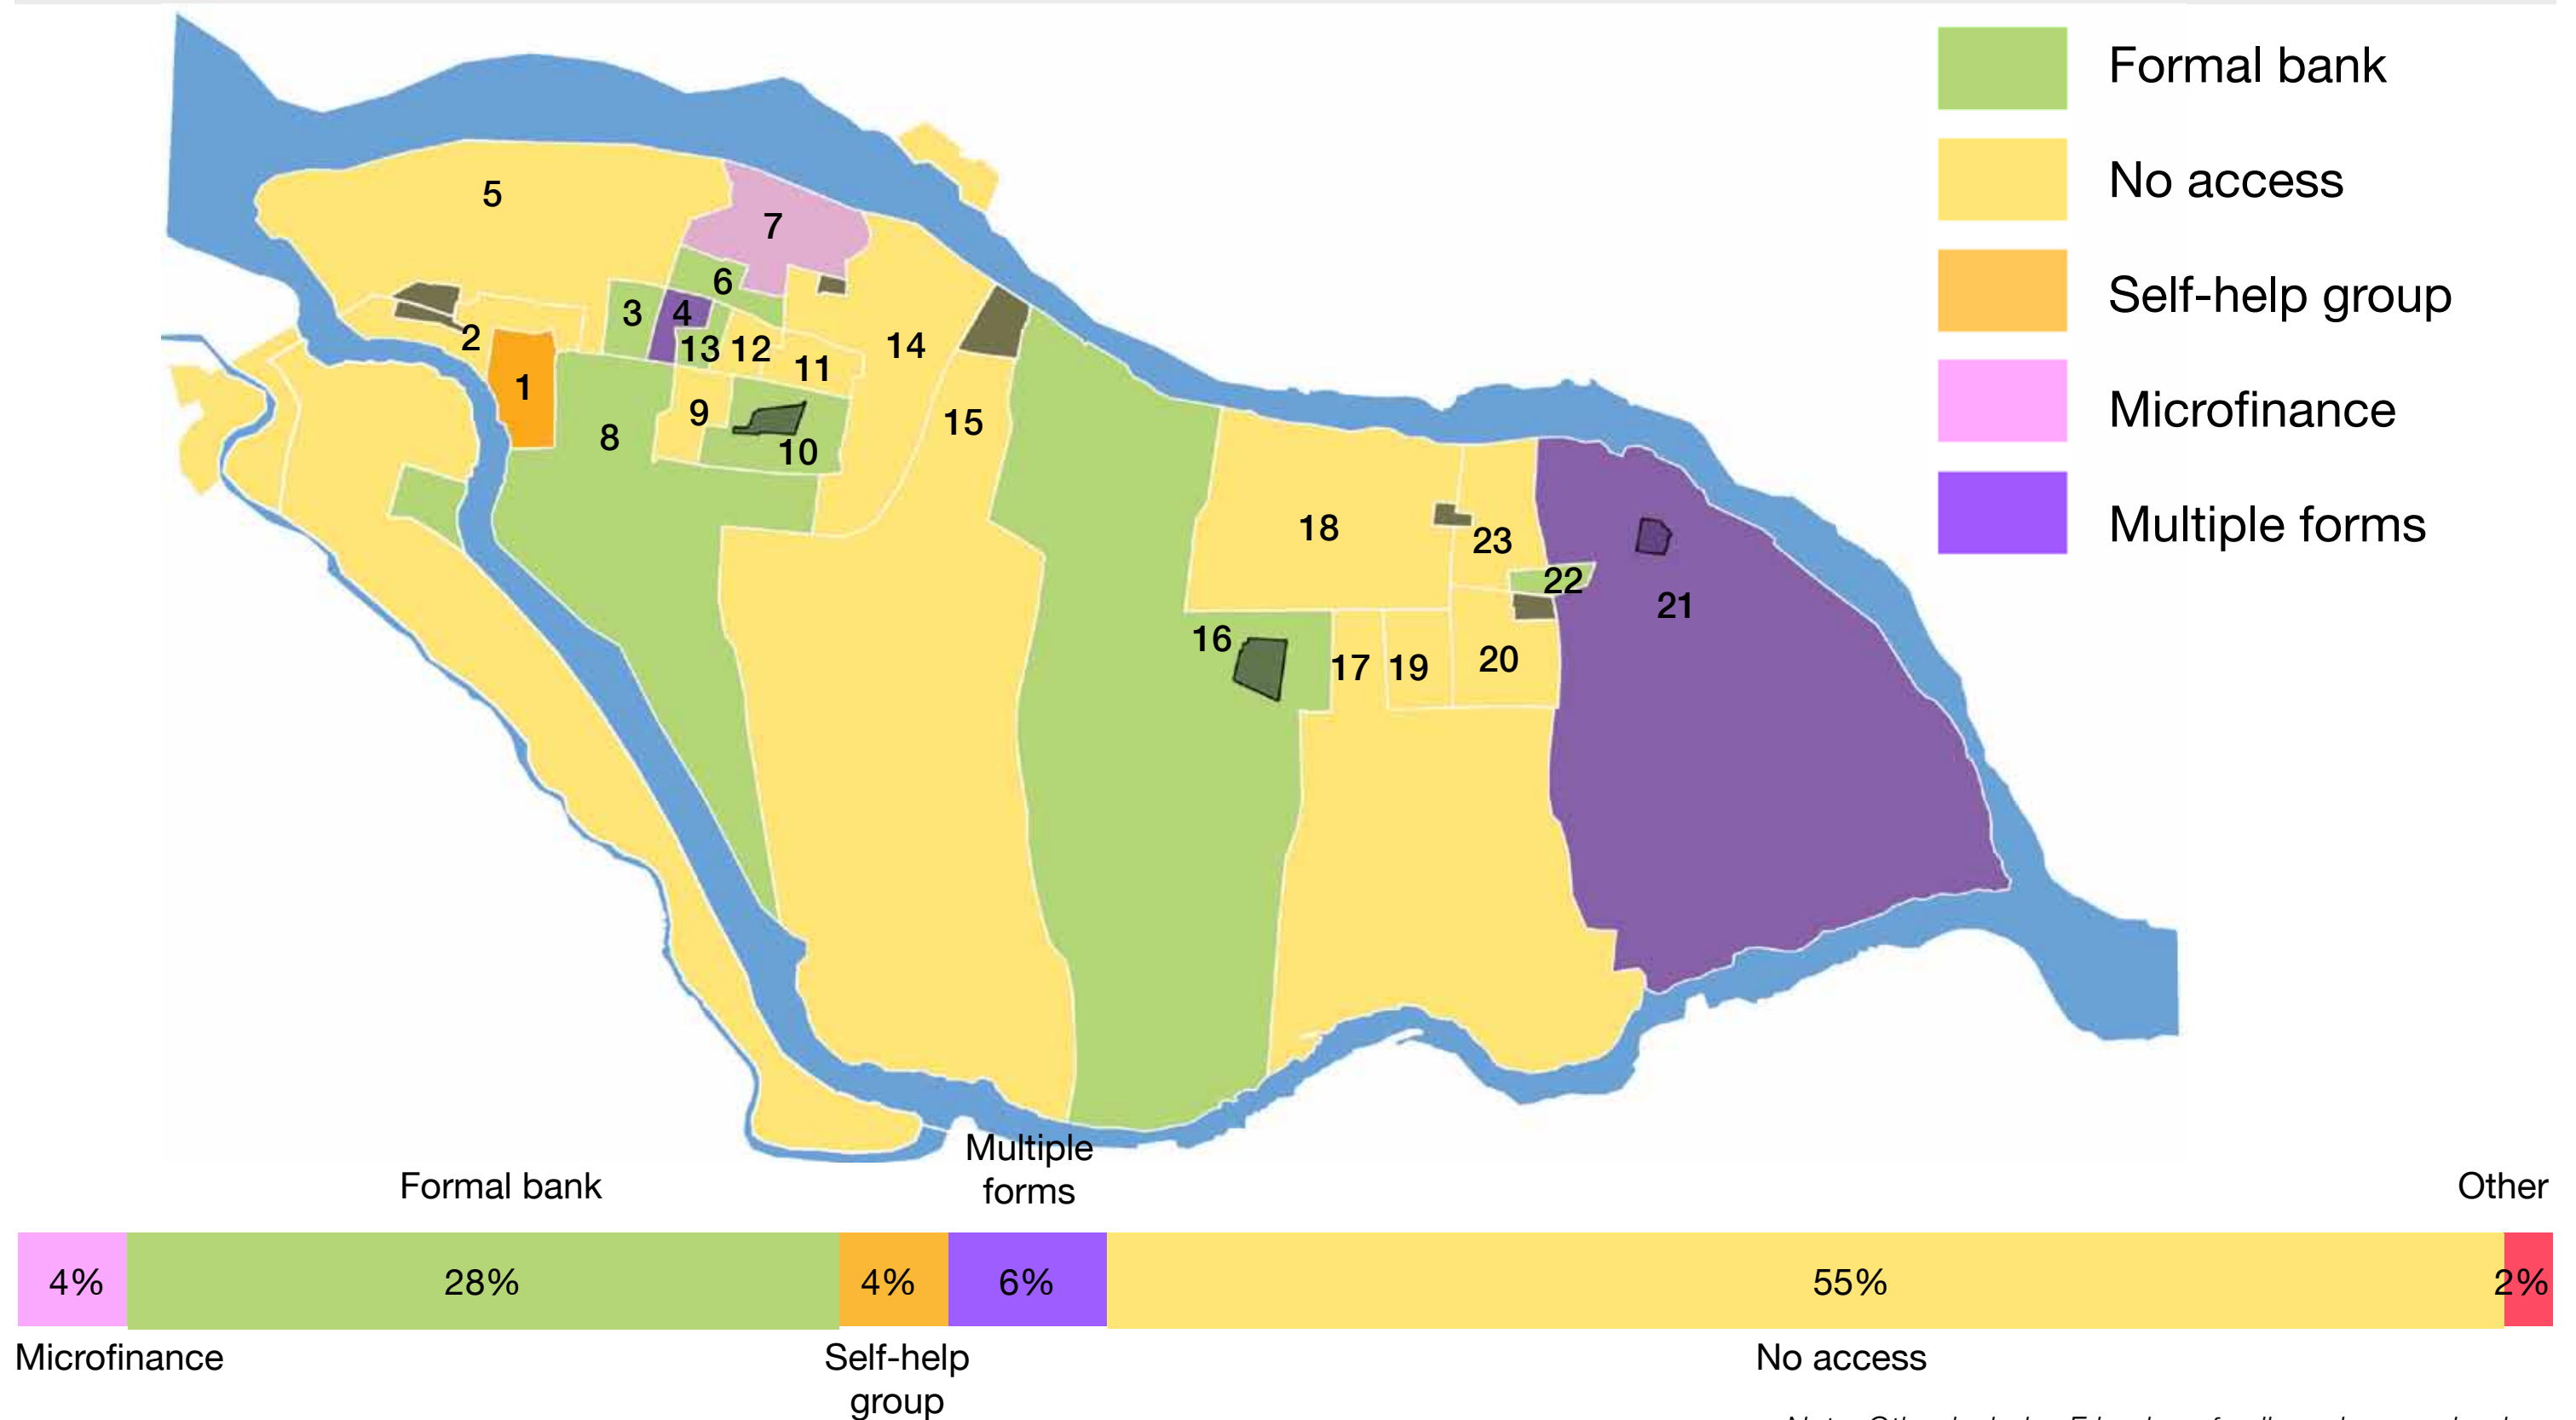 Formal bank
No access
Self-help group
Microfinance
Multiple forms
5
7
6
3
4
2
13
12
11
14
1
9
15
8
10
18
23
22
21
16
17
19
20
Multiple
forms
Formal bank
Other
4%
28%
4%
6%
55%
2%
Microfinance
Self-help
group
No access